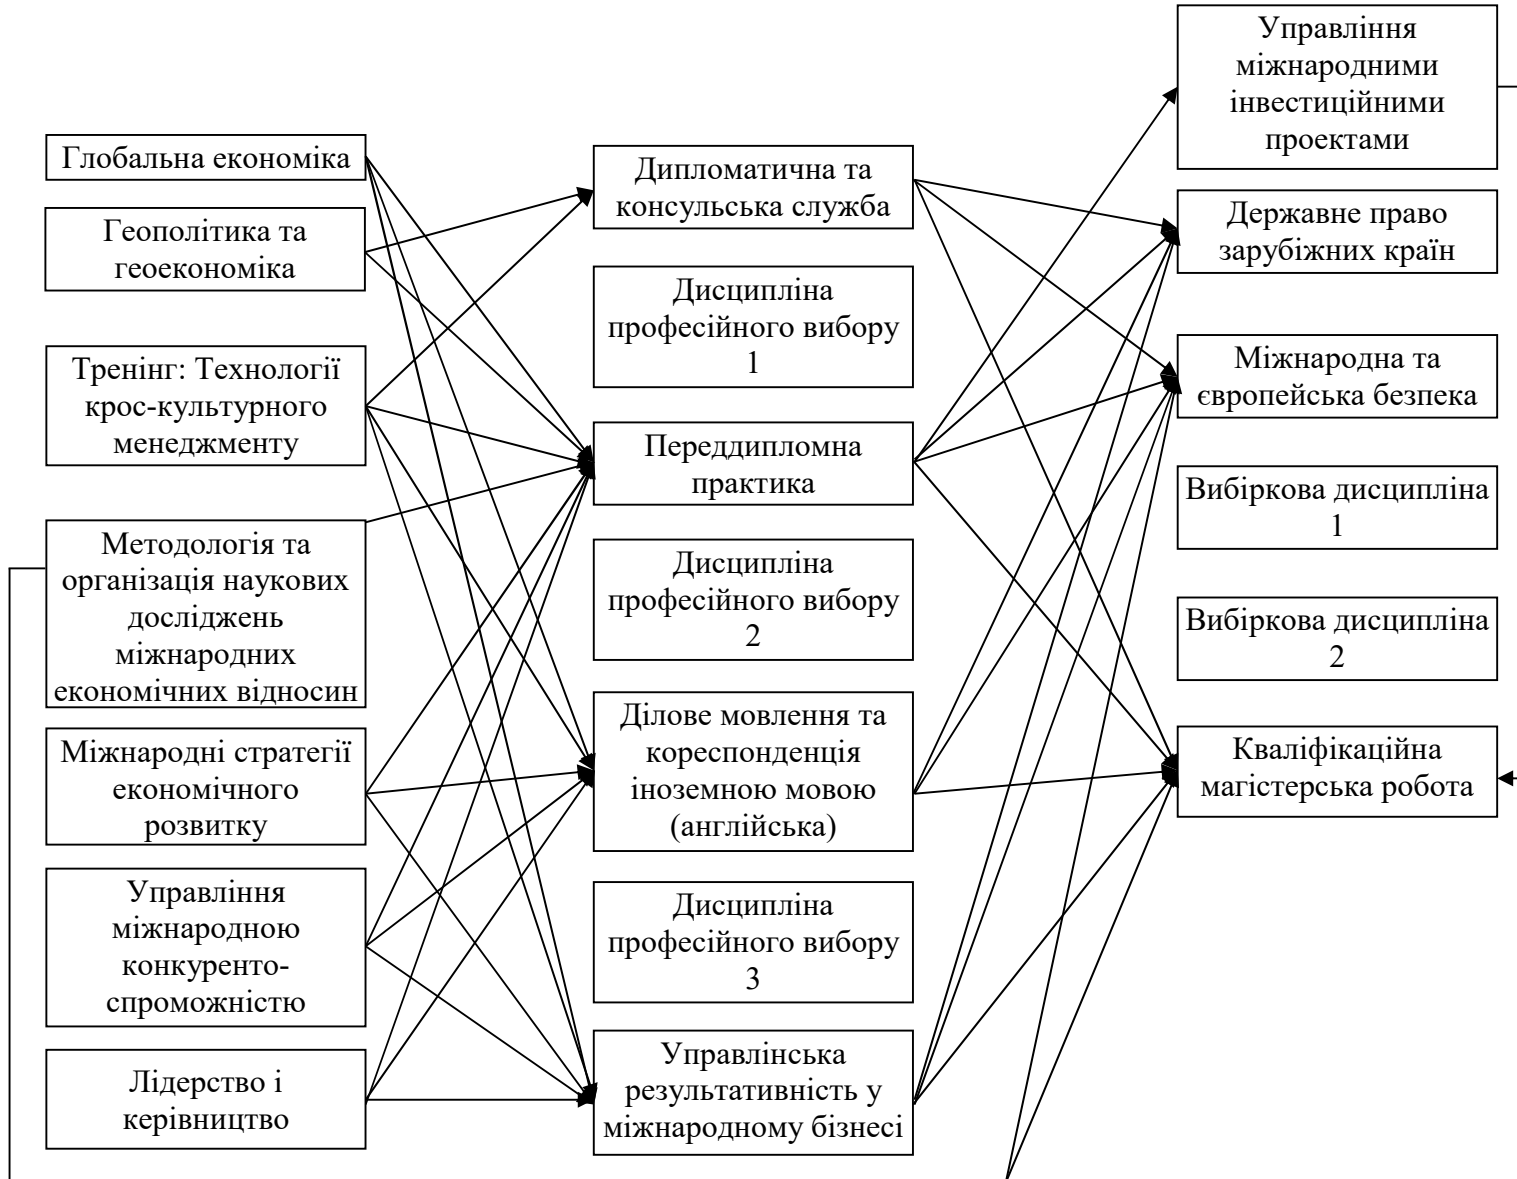 Глобальна економіка
Геополітика та
геоекономіка
Тренінг: Технології
крос-культурного
менеджменту
Методологія та
організація наукових
досліджень
міжнародних
економічних відносин
Міжнародні стратегії
економічного
розвитку
Управління
міжнародною
конкуренто-
спроможністю
Лідерство і
керівництво
Дипломатична та
консульська служба
Дисципліна
професійного вибору
1
Переддипломна
практика
Дисципліна
професійного вибору
2
Ділове мовлення та
кореспонденція
іноземною мовою
(англійська)
Дисципліна
професійного вибору
3
Управлінська
результативність у
міжнародному бізнесі
Управління
міжнародними
інвестиційними
проектами
Державне право
зарубіжних країн
Міжнародна та
європейська безпека
Вибіркова дисципліна
1
Вибіркова дисципліна
2
Кваліфікаційна
магістерська робота